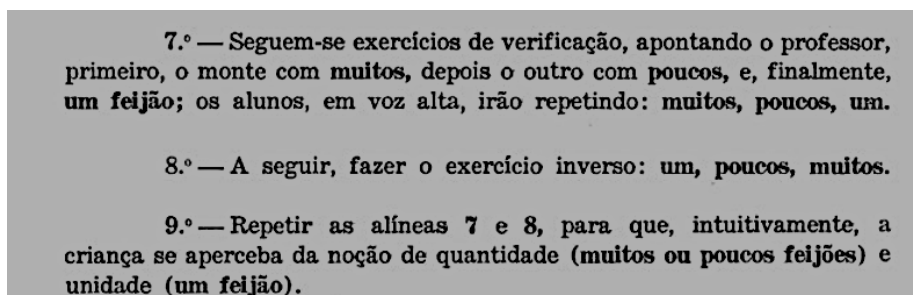 7.º — Seguem-se exercícios de verificação, apontando o professor,
primeiro, o monte com muitos, depois o outro com poucos, e, finalmente,
um feijão; os alunos, em voz alta, irão repetindo: muitos, poucos, um.
8.º — A seguir, fazer o exercício inverso: um, poucos, muitos.
9.º — Repetir as alíneas 7 e 8, para que, intuitivamente, a
criança se aperceba da noção de quantidade (muitos ou poucos feijões) e
unidade (um feijão).